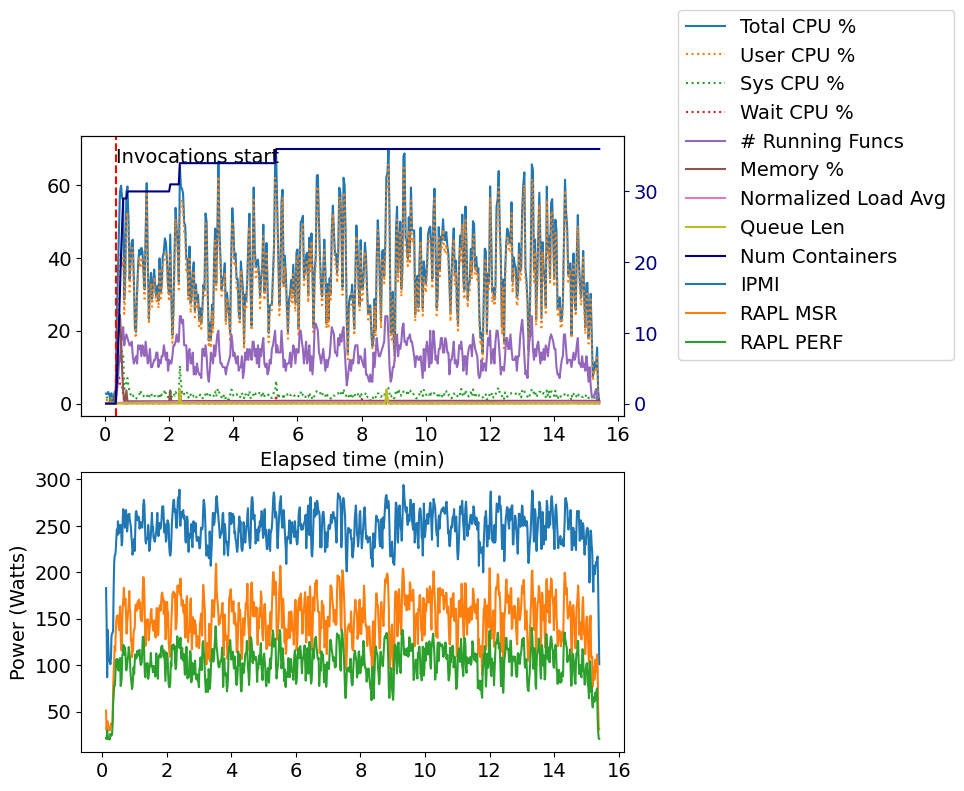 Total CPU %
User CPU %
Sys CPU %
Wait CPU %
# Running Funcs
Memory %
Normalized Load Avg
Queue Len
Num Containers
IPMI
RAPL MSR
RAPL PERF
Invocations start
60
40
20
0
30
20
10
0
0 2 4 6 8 10 12 14 16
Elapsed time (min)
300
250
200
150
100
50
Power (Watts)
0 2 4 6 8 10 12 14 16